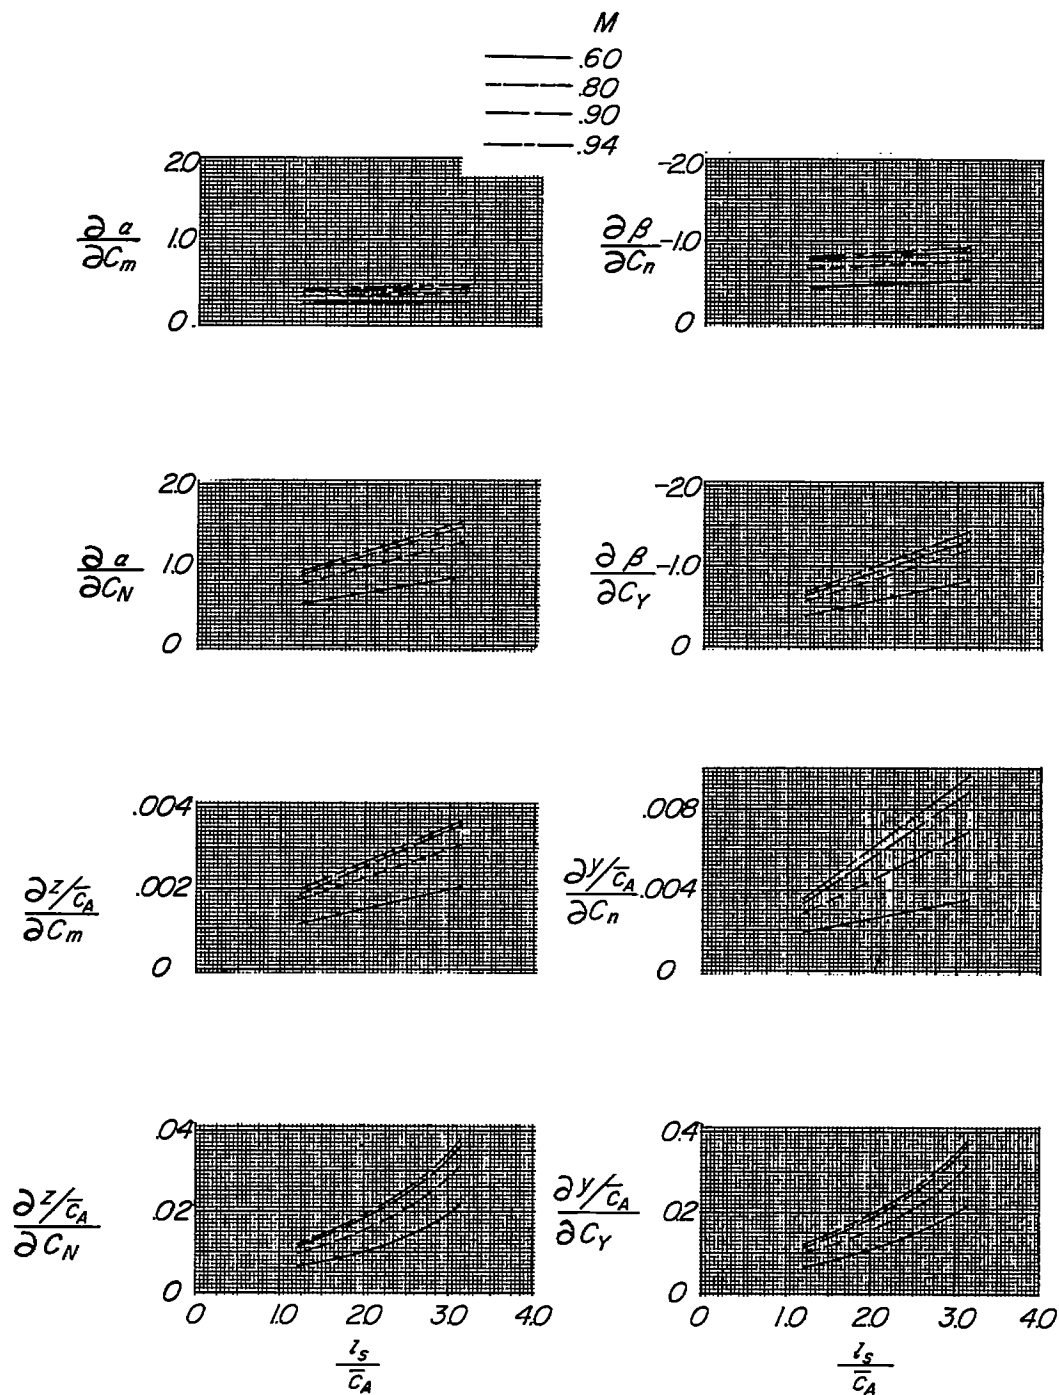 M
.60
.80
.90
.94
2.0
1.0
0
∂α
∂Cm
-2.0
-1.0
0
∂β
∂Cn
2.0
1.0
0
∂α
∂CN
-2.0
-1.0
0
∂β
∂CY
.004
.002
0
∂z/c̄A
∂Cm
.008
.004
0
∂y/c̄A
∂Cn
.04
.02
0
∂z/c̄A
∂CN
0.4
0.2
0
∂y/c̄A
∂CY
0 1.0 2.0 3.0 4.0
ls
c̄A
0 1.0 2.0 3.0 4.0
ls
c̄A